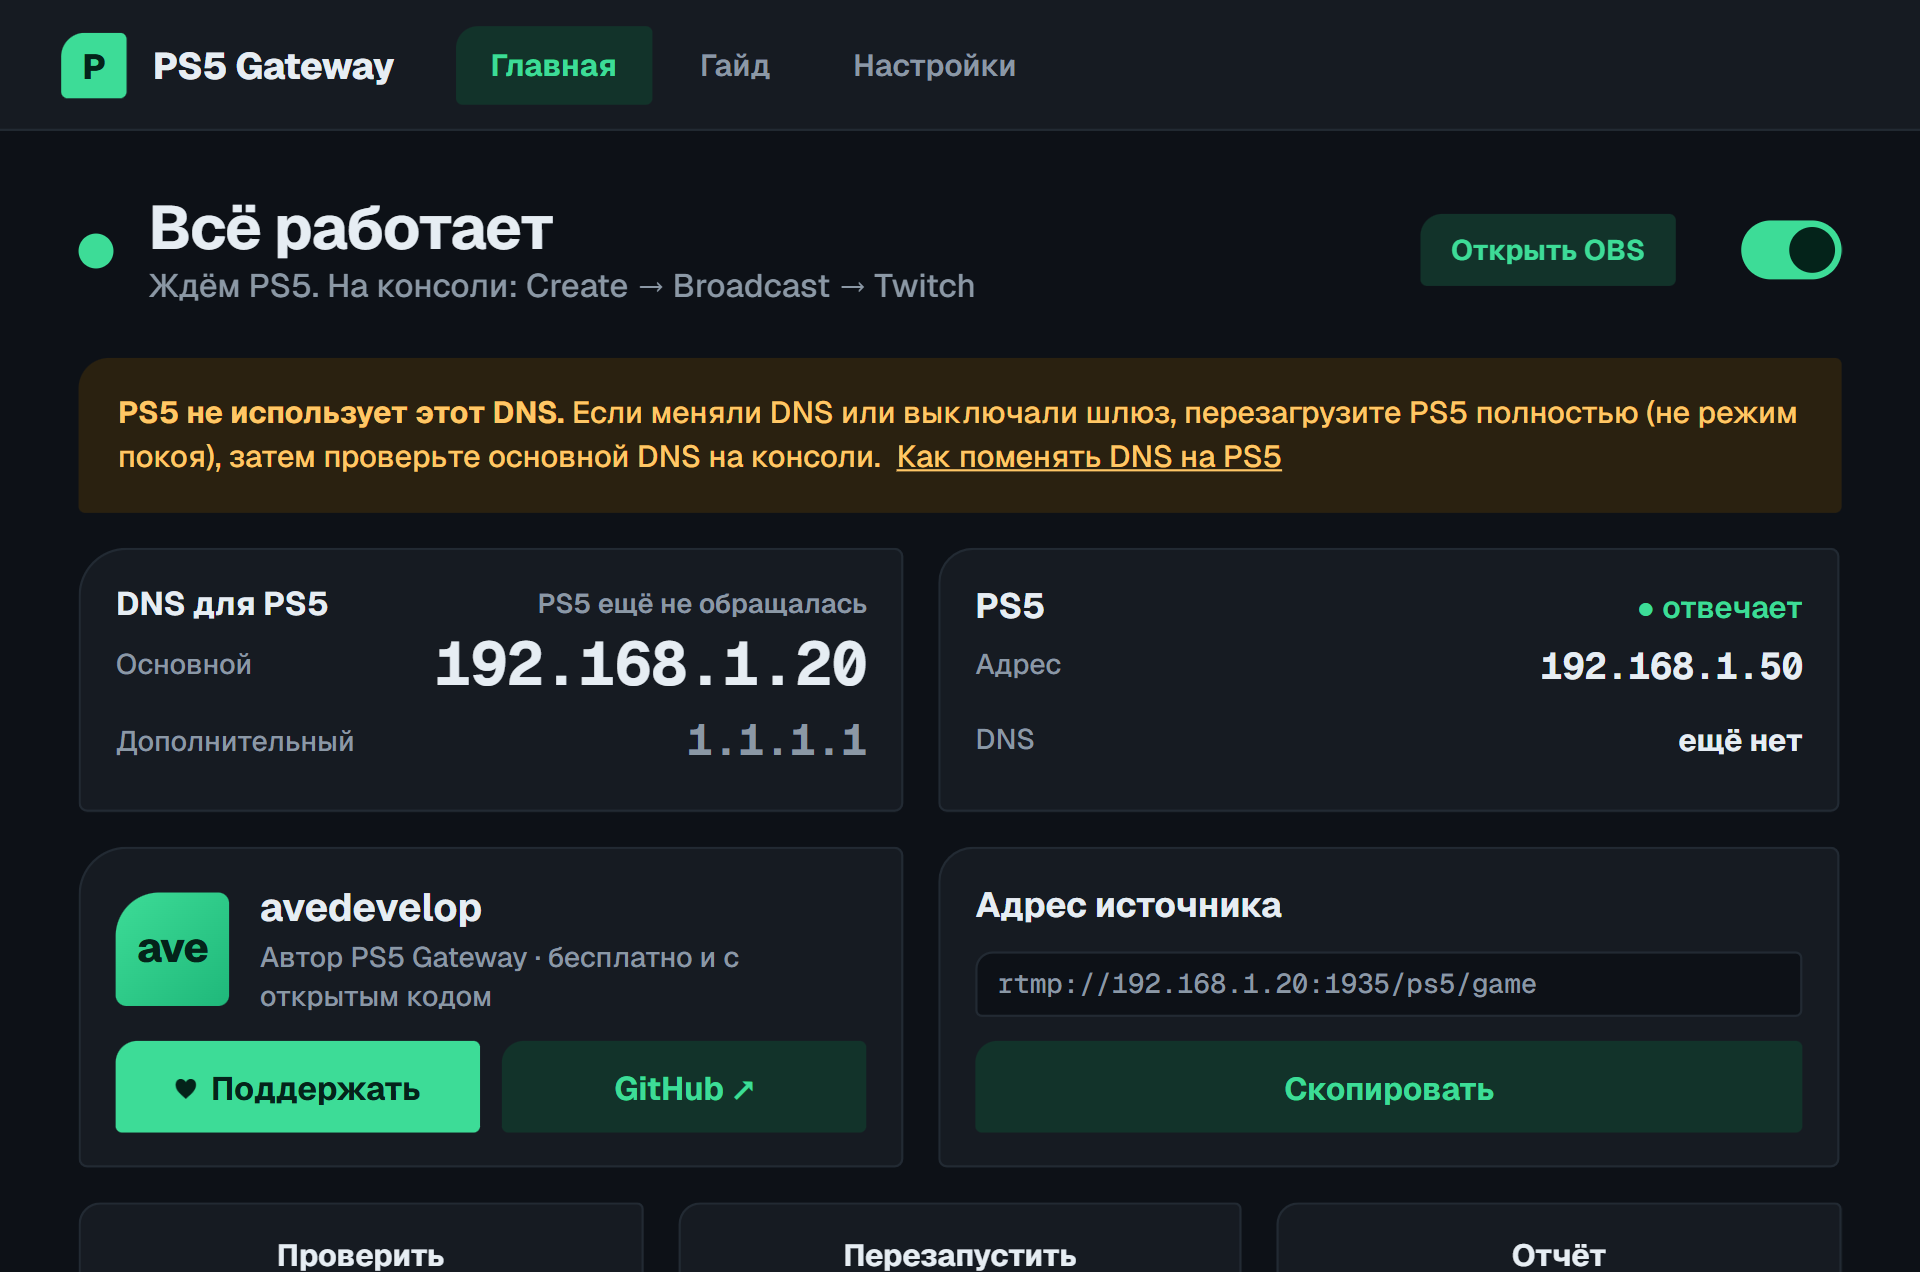 P
PS5 Gateway
Главная
Гайд
Настройки
Всё работает
Ждём PS5. На консоли: Create → Broadcast → Twitch
Открыть OBS
PS5 не использует этот DNS. Если меняли DNS или выключали шлюз, перезагрузите PS5 полностью (не режим
покоя), затем проверьте основной DNS на консоли. Как поменять DNS на PS5
DNS для PS5
PS5 ещё не обращалась
Основной
192.168.1.20
Дополнительный
1.1.1.1
PS5
● отвечает
Адрес
192.168.1.50
DNS
ещё нет
ave
avedevelop
Автор PS5 Gateway · бесплатно и с
открытым кодом
♥ Поддержать
GitHub ↗
Адрес источника
rtmp://192.168.1.20:1935/ps5/game
Скопировать
Проверить
Перезапустить
Отчёт